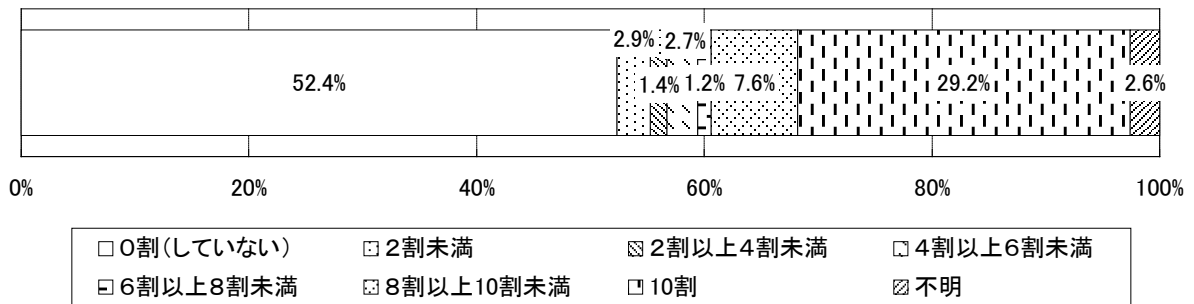 2.9%
2.7%
52.4%
1.4%
1.2%
7.6%
29.2%
2.6%
0%
20%
40%
60%
80%
100%
0割(していない)
2割未満
2割以上4割未満
4割以上6割未満
6割以上8割未満
8割以上10割未満
10割
不明